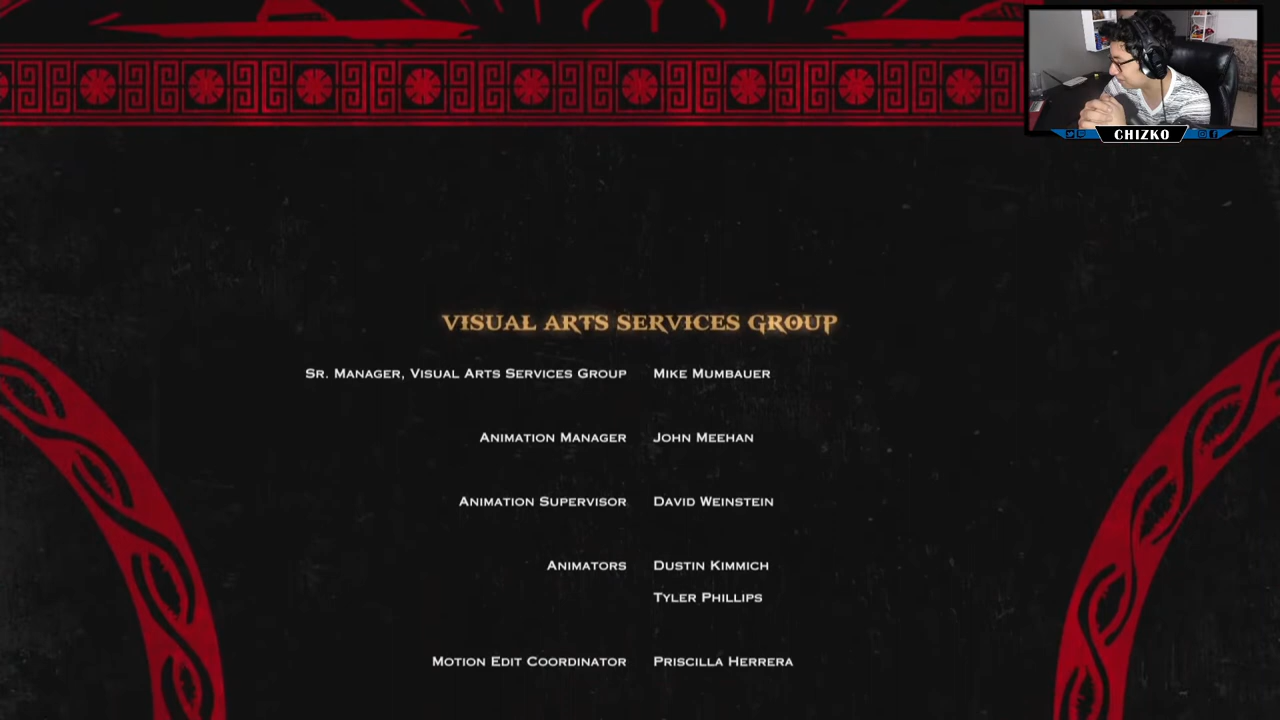 CHIZKO
VISUAL ARTS SERVICES GROUP
SR. MANAGER, VISUAL ARTS SERVICES GROUP MIKE MUMBAUER
ANIMATION MANAGER JOHN MEEHAN
ANIMATION SUPERVISOR DAVID WEINSTEIN
ANIMATORS DUSTIN KIMMICH
TYLER PHILLIPS
MOTION EDIT COORDINATOR PRISCILLA HERRERA